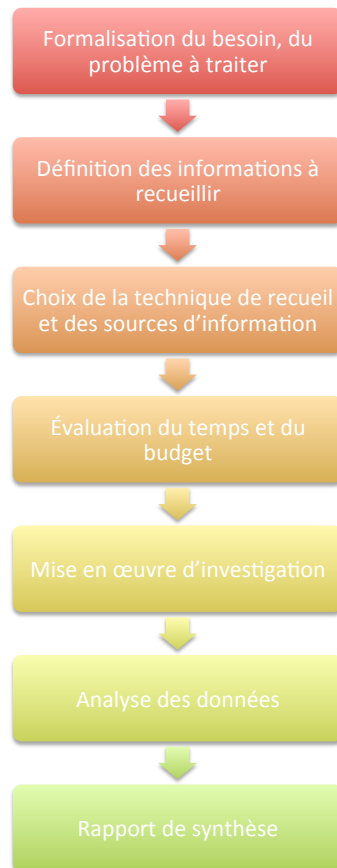 Formalisation du besoin, du
problème à traiter
Définition des informations à
recueillir
Choix de la technique de recueil
et des sources d’information
Évaluation du temps et du
budget
Mise en œuvre d’investigation
Analyse des données
Rapport de synthèse